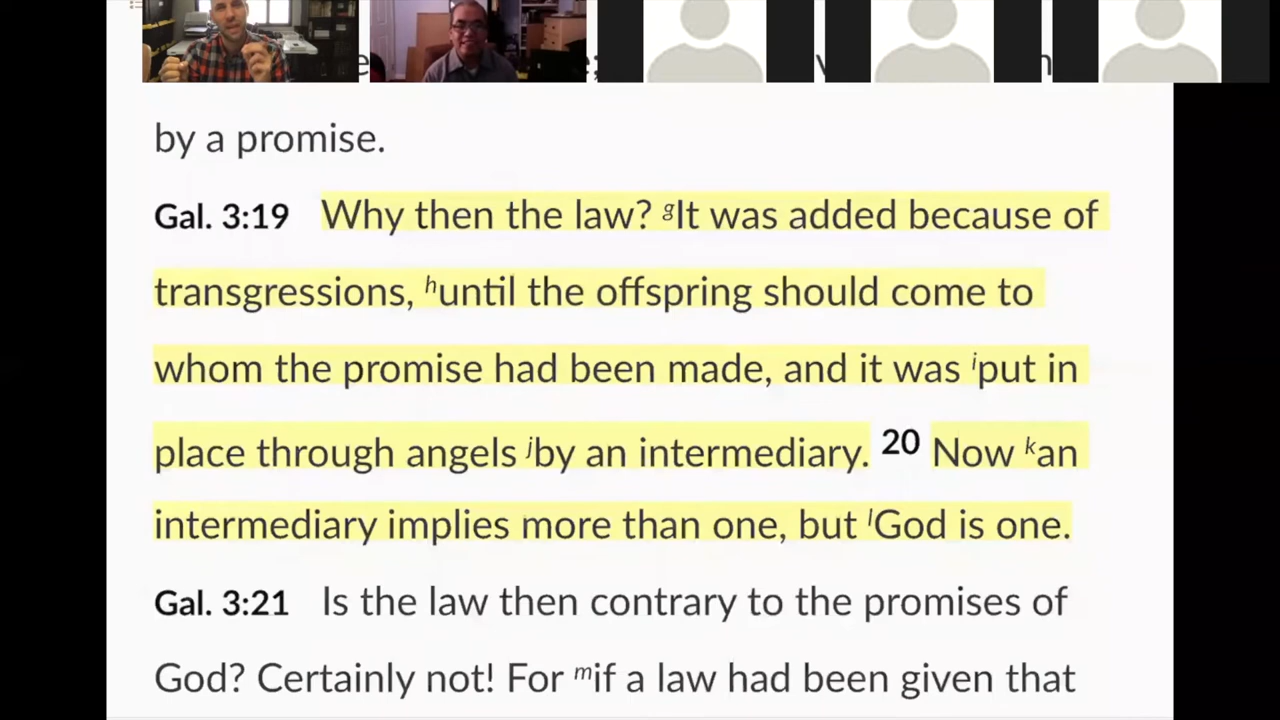 by a promise.
Gal. 3:19 Why then the law? gIt was added because of
transgressions, huntil the offspring should come to
whom the promise had been made, and it was iput in
place through angels jby an intermediary. 20 Now kan
intermediary implies more than one, but lGod is one.
Gal. 3:21 Is the law then contrary to the promises of
God? Certainly not! For mif a law had been given that